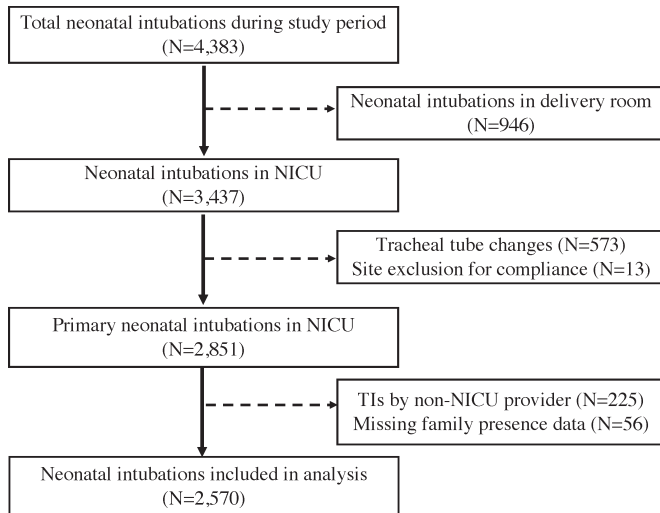 Total neonatal intubations during study period
(N=4,383)
Neonatal intubations in delivery room
(N=946)
Neonatal intubations in NICU
(N=3,437)
Tracheal tube changes (N=573)
Site exclusion for compliance (N=13)
Primary neonatal intubations in NICU
(N=2,851)
TIs by non-NICU provider (N=225)
Missing family presence data (N=56)
Neonatal intubations included in analysis
(N=2,570)